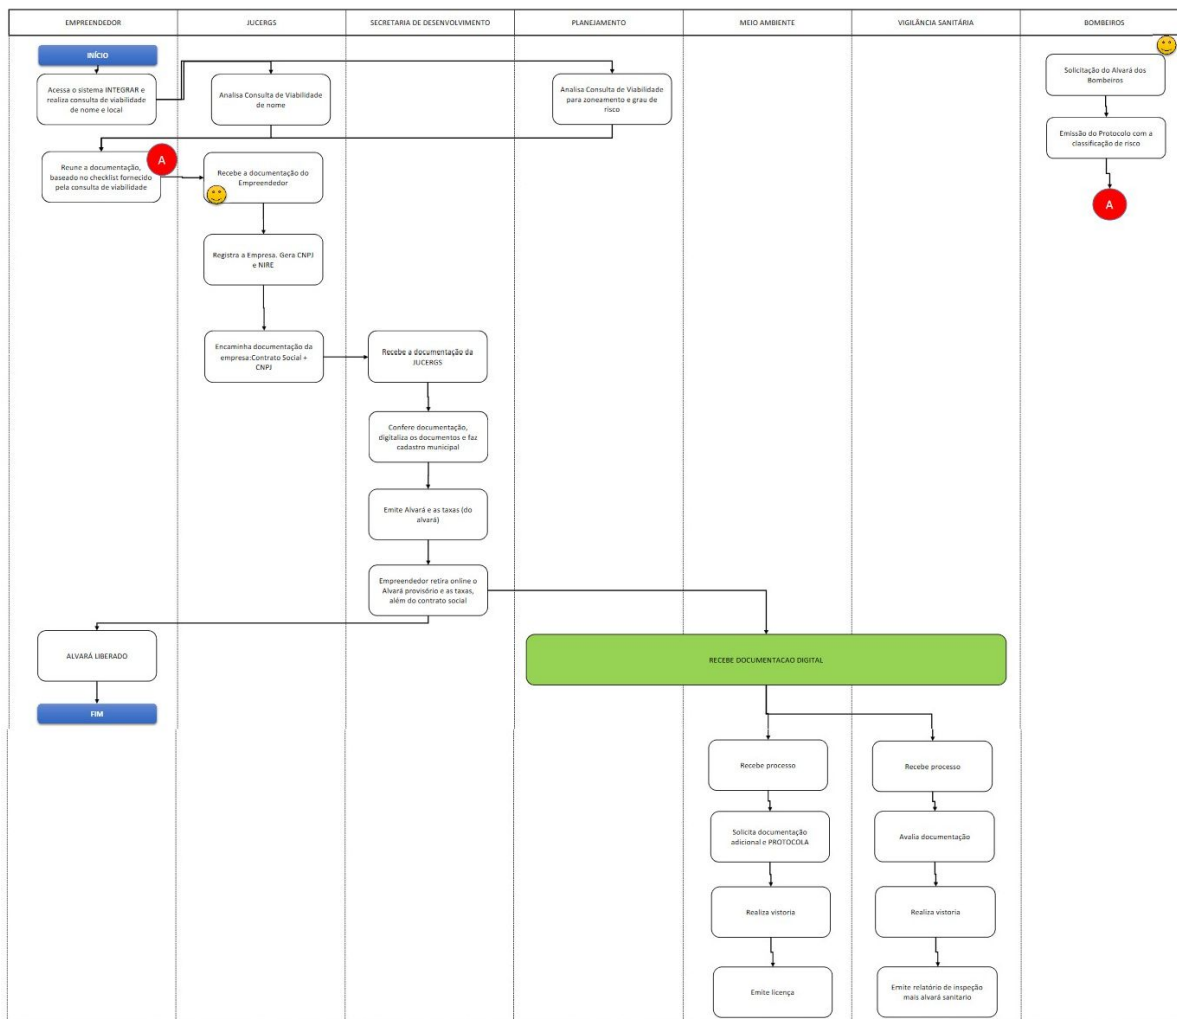 EMPREENDEDOR
JUCERGS
SECRETARIA DE DESENVOLVIMENTO
PLANEJAMENTO
MEIO AMBIENTE
VIGILÂNCIA SANITÁRIA
BOMBEIROS
INÍCIO
Acessa o sistema INTEGRAR e
realiza consulta de viabilidade
de nome e local
Analisa Consulta de Viabilidade
de nome
Analisa Consulta de Viabilidade
para zoneamento e grau de
risco
Solicitação do Alvará dos
Bombeiros
Emissão do Protocolo com a
classificação de risco
A
Reune a documentação,
baseado no checklist fornecido
pela consulta de viabilidade
A
Recebe a documentação do
Empreendedor
Registra a Empresa. Gera CNPJ
e NIRE
Encaminha documentação da
empresa:Contrato Social +
CNPJ
Recebe a documentação da
JUCERGS
Confere documentação,
digitaliza os documentos e faz
cadastro municipal
Emite Alvará e as taxas (do
alvará)
Empreendedor retira online o
Alvará provisório e as taxas,
além do contrato social
ALVARÁ LIBERADO
FIM
RECEBE DOCUMENTACAO DIGITAL
Recebe processo
Solicita documentação
adicional e PROTOCOLA
Realiza vistoria
Emite licença
Recebe processo
Avalia documentação
Realiza vistoria
Emite relatório de inspeção
mais alvará sanitario